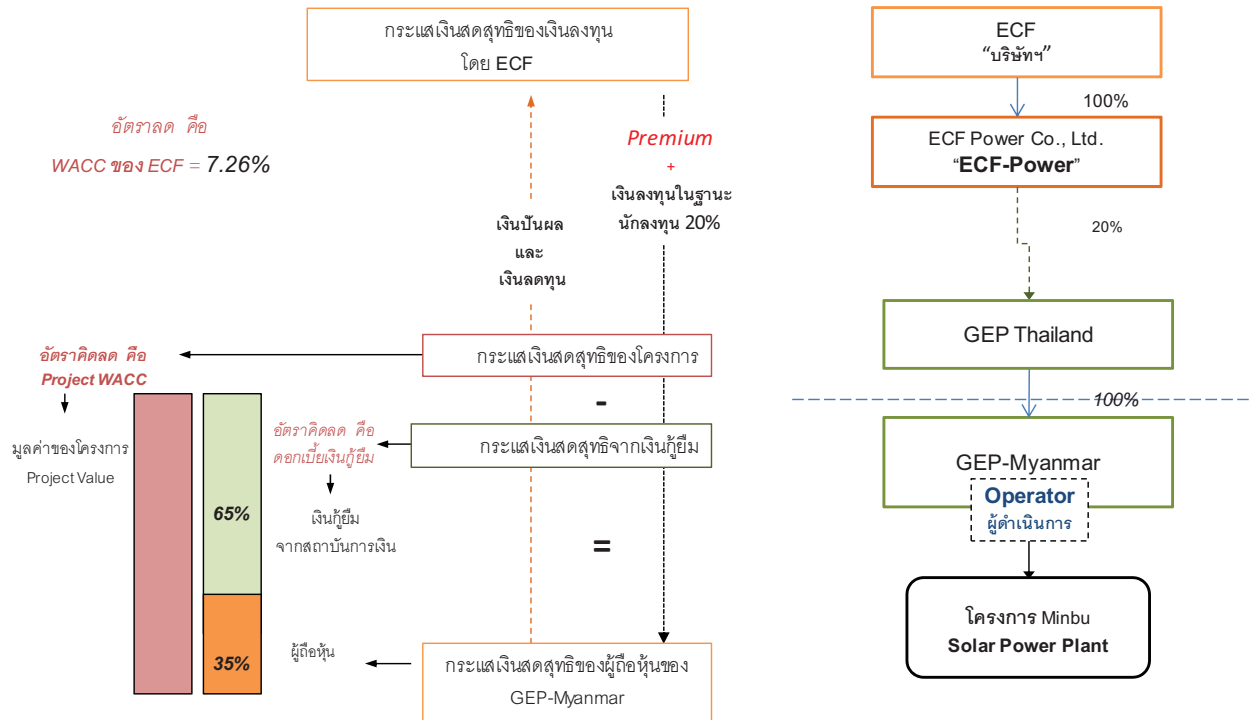 กระแสเงินสดสุทธิของเงินลงทุน
โดย ECF
อัตราลด คือ
WACC ของ ECF = 7.26%
Premium
+
เงินลงทุนในฐานะ
นักลงทุน 20%
เงินปันผล
และ
เงินลดทุน
อัตราคิดลด คือ
Project WACC
กระแสเงินสดสุทธิของโครงการ
-
มูลค่าของโครงการ
Project Value
อัตราคิดลด คือ
ดอกเบี้ยเงินกู้ยืม
กระแสเงินสดสุทธิจากเงินกู้ยืม
65%
เงินกู้ยืม
จากสถาบันการเงิน
=
35%
ผู้ถือหุ้น
กระแสเงินสดสุทธิของผู้ถือหุ้นของ
GEP-Myanmar
ECF
“บริษัทฯ”
100%
ECF Power Co., Ltd.
“ECF-Power”
20%
GEP Thailand
100%
GEP-Myanmar
Operator
ผู้ดำเนินการ
โครงการ Minbu
Solar Power Plant